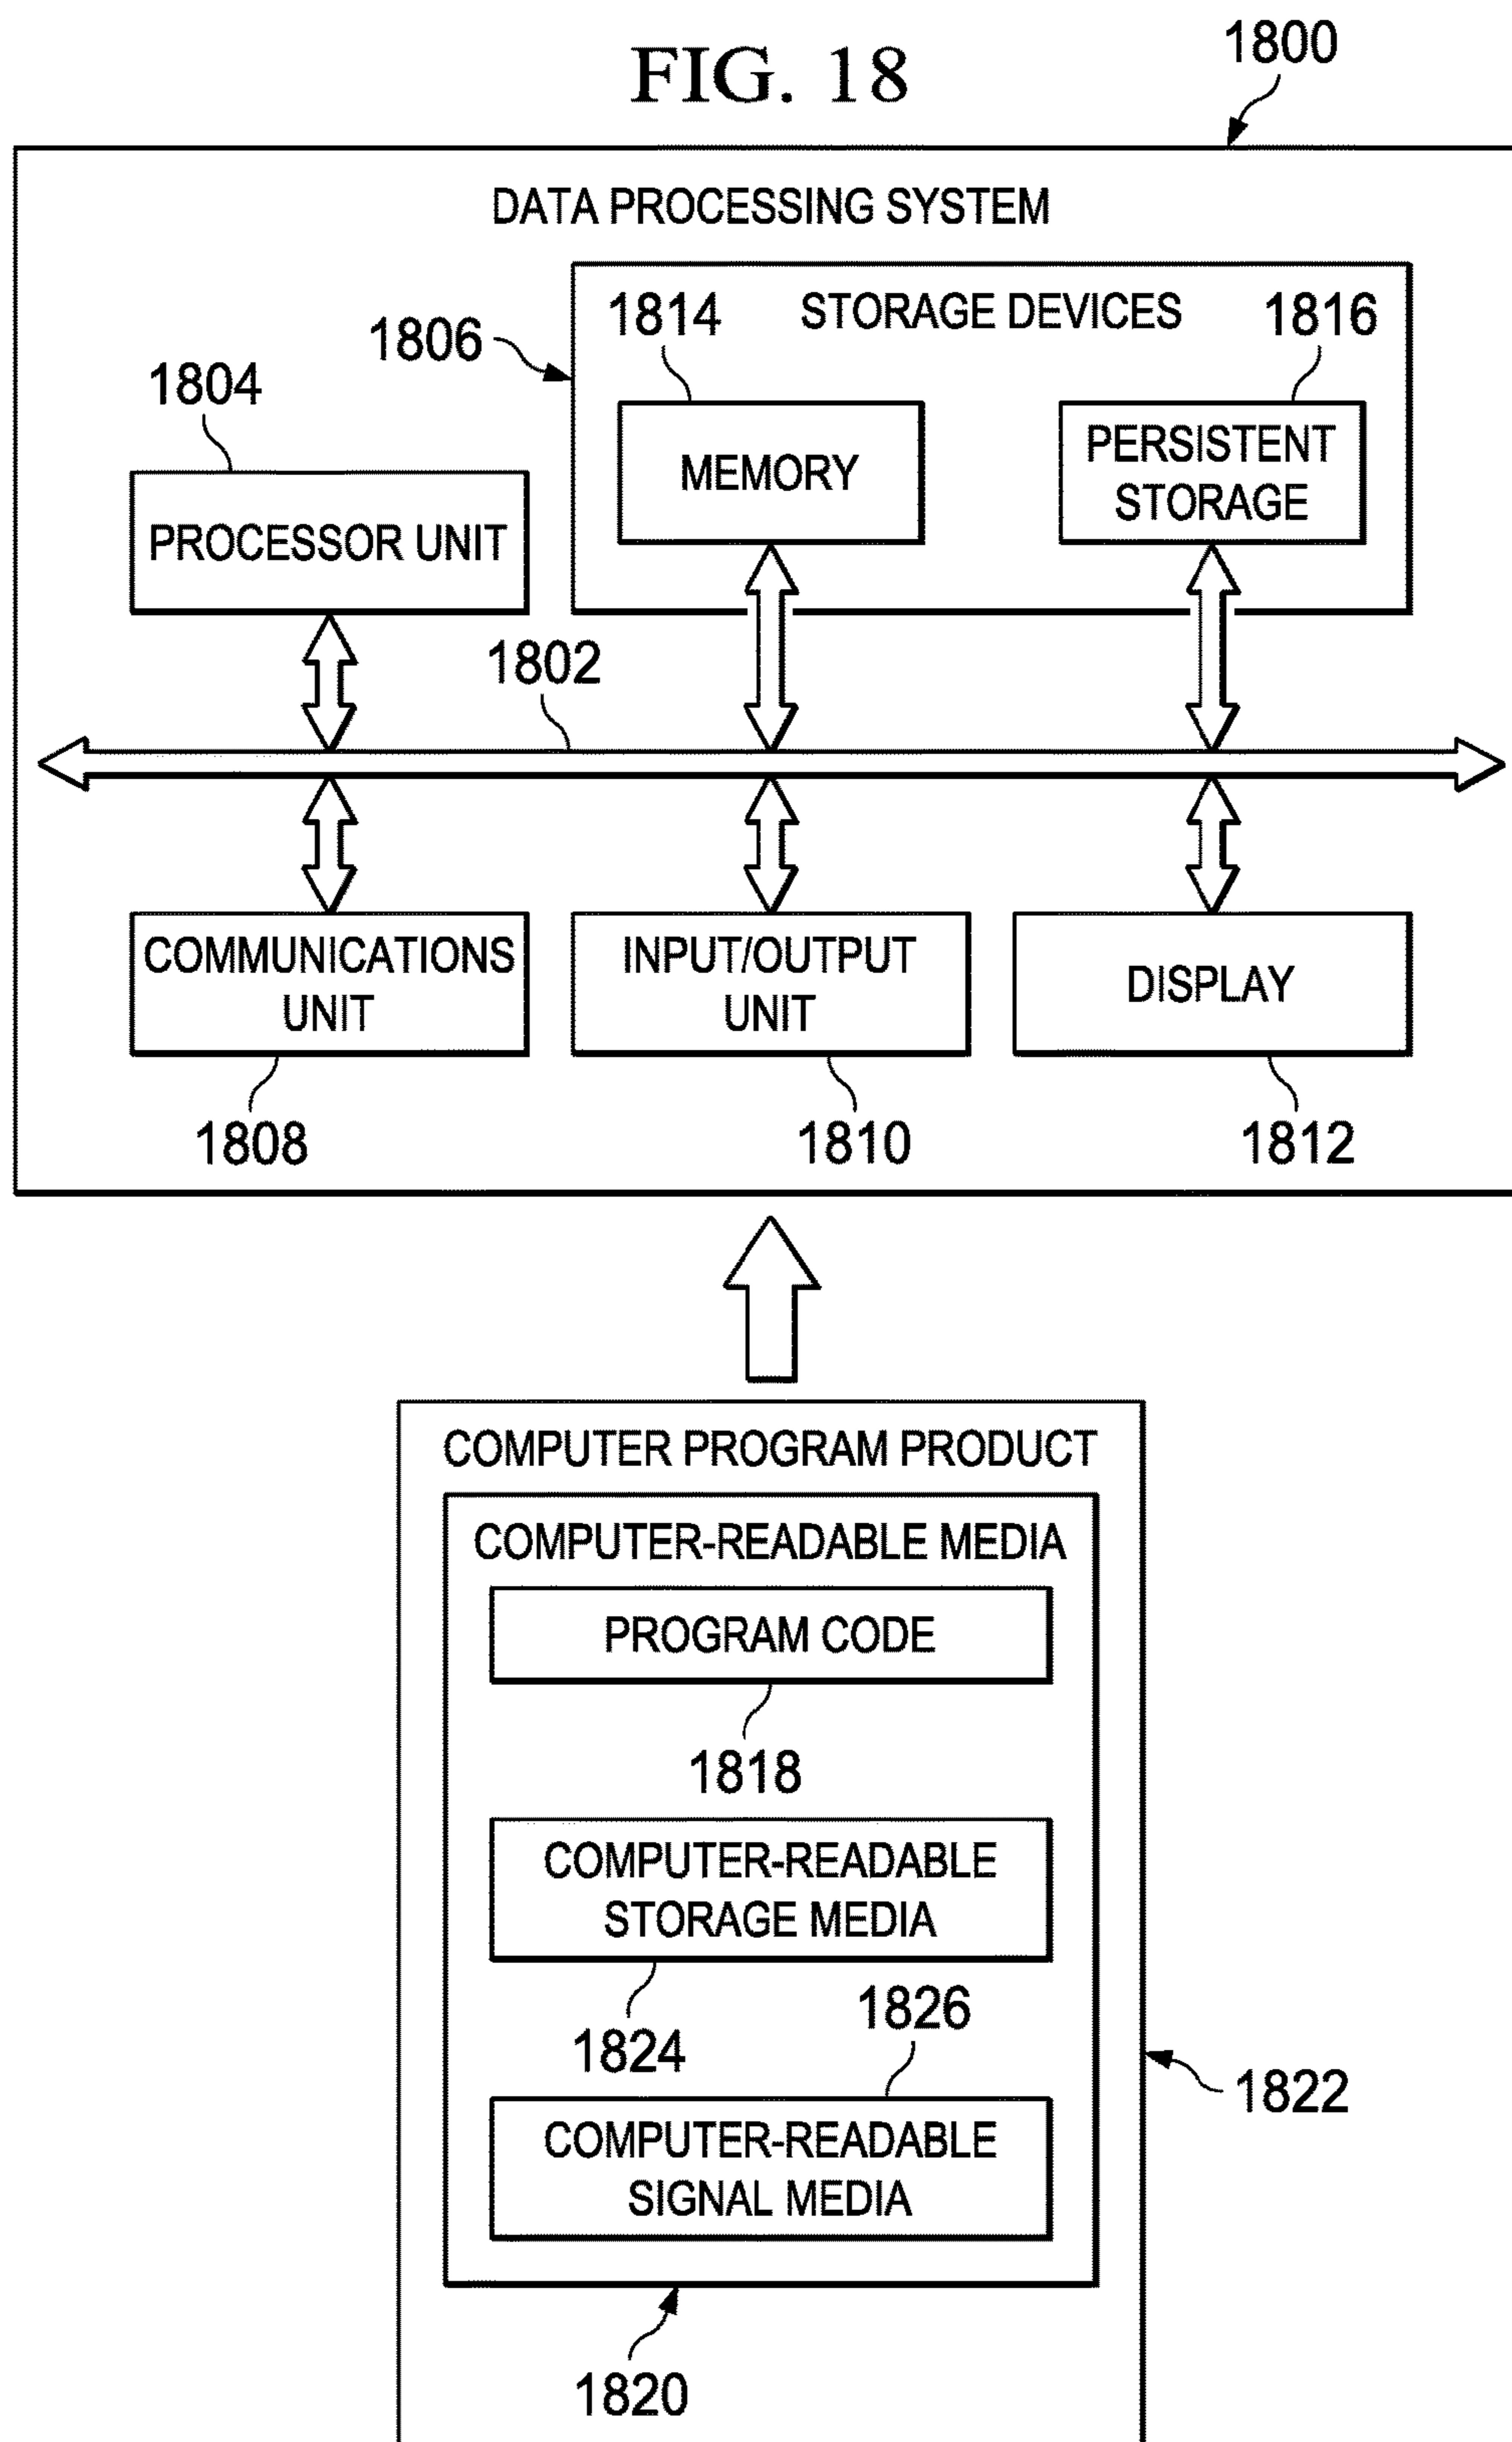 FIG. 18
1800
DATA PROCESSING SYSTEM
STORAGE DEVICES
1806
1814
1816
1804
MEMORY
PERSISTENT
STORAGE
PROCESSOR UNIT
1802
COMMUNICATIONS
UNIT
INPUT/OUTPUT
UNIT
DISPLAY
1808
1810
1812
COMPUTER PROGRAM PRODUCT
COMPUTER-READABLE MEDIA
PROGRAM CODE
1818
COMPUTER-READABLE
STORAGE MEDIA
1824
1826
1822
COMPUTER-READABLE
SIGNAL MEDIA
1820